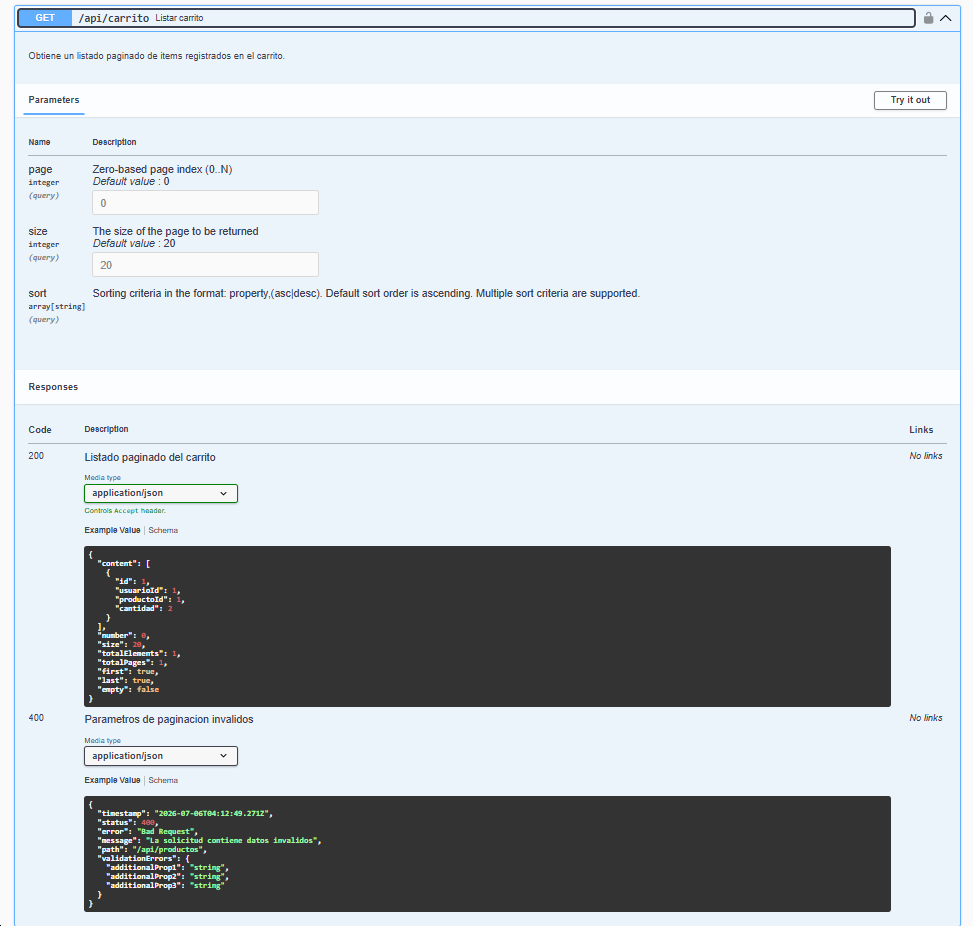 GET /api/carrito Listar carrito
Obtiene un listado paginado de items registrados en el carrito.
Parameters
Try it out
Name Description
page Zero-based page index (0..N)
integer Default value : 0
(query)
0
size The size of the page to be returned
integer Default value : 20
(query)
20
sort Sorting criteria in the format: property,(asc|desc). Default sort order is ascending. Multiple sort criteria are supported.
array[string]
(query)
Responses
Code Description Links
200 Listado paginado del carrito No links
Media type
application/json
Controls Accept header.
Example Value | Schema
{
  "content": [
    {
      "id": 1,
      "usuarioId": 1,
      "productoId": 1,
      "cantidad": 2
    }
  ],
  "number": 0,
  "size": 20,
  "totalElements": 1,
  "totalPages": 1,
  "first": true,
  "last": true,
  "empty": false
}
400 Parametros de paginacion invalidos No links
Media type
application/json
Example Value | Schema
{
  "timestamp": "2026-07-06T04:12:49.271Z",
  "status": 400,
  "error": "Bad Request",
  "message": "La solicitud contiene datos invalidos",
  "path": "/api/productos",
  "validationErrors": {
    "additionalProp1": "string",
    "additionalProp2": "string",
    "additionalProp3": "string"
  }
}